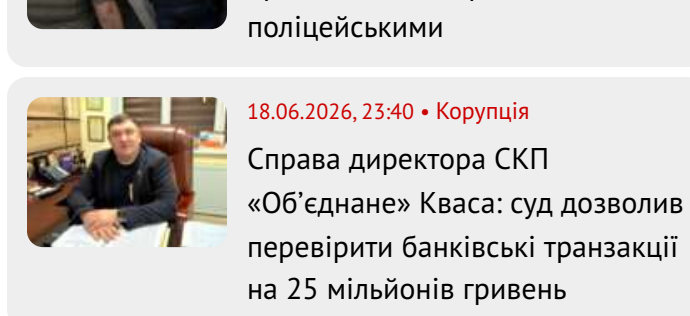 поліцейськими
18.06.2026, 23:40 • Корупція
Справа директора СКП
«Об’єднане» Кваса: суд дозволив
перевірити банківські транзакції
на 25 мільйонів гривень